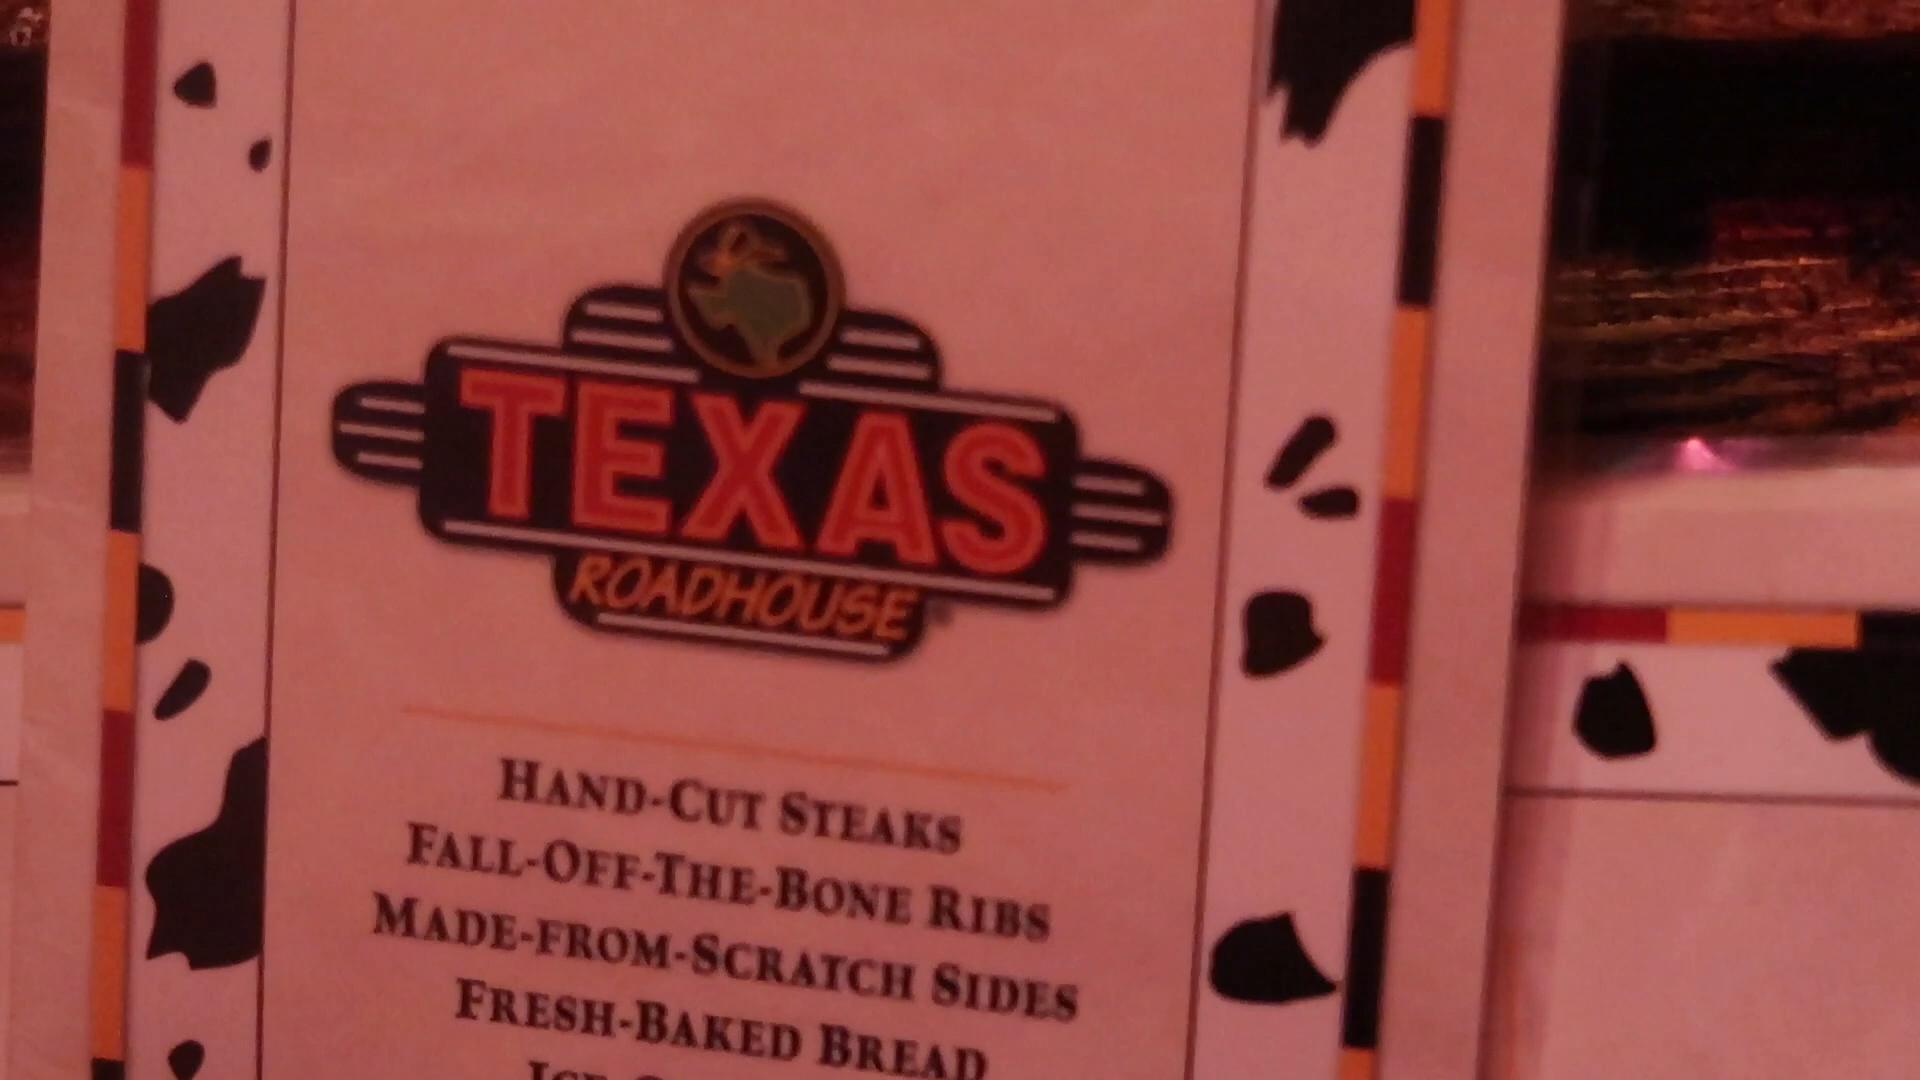 TEXAS
ROADHOUSE
HAND-CUT STEAKS
FALL-OFF-THE-BONE RIBS
MADE-FROM-SCRATCH SIDES
FRESH-BAKED BREAD